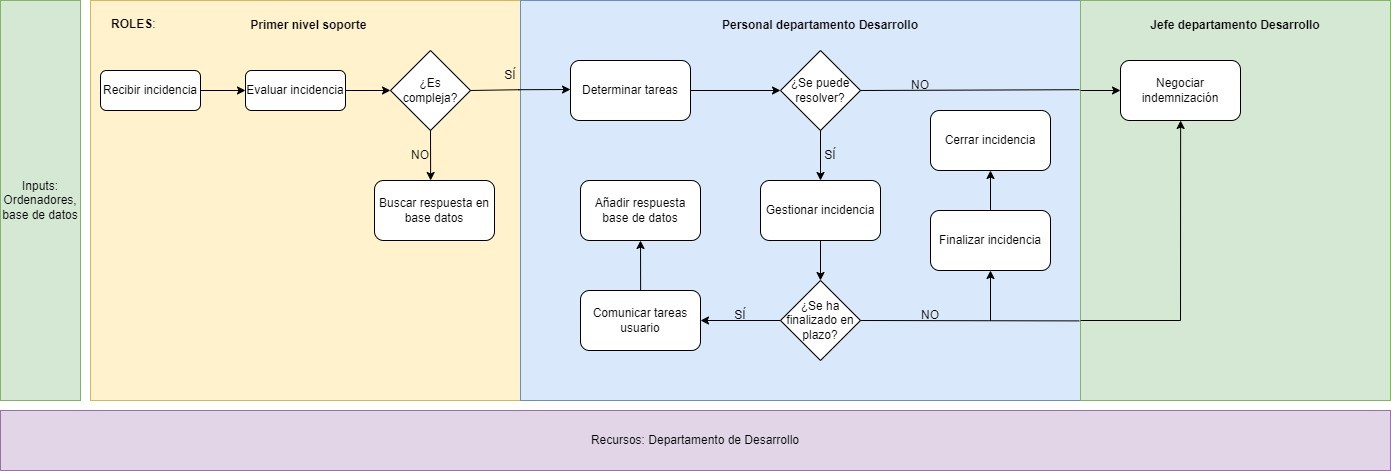 ROLES:
Primer nivel soporte
Personal departamento Desarrollo
Jefe departamento Desarrollo
Inputs:
Ordenadores,
base de datos
Recibir incidencia
Evaluar incidencia
¿Es
compleja?
SÍ
NO
Buscar respuesta en
base datos
Determinar tareas
¿Se puede
resolver?
NO
SÍ
Negociar
indemnización
Cerrar incidencia
Añadir respuesta
base de datos
Gestionar incidencia
Finalizar incidencia
Comunicar tareas
usuario
SÍ
¿Se ha
finalizado en
plazo?
NO
Recursos: Departamento de Desarrollo